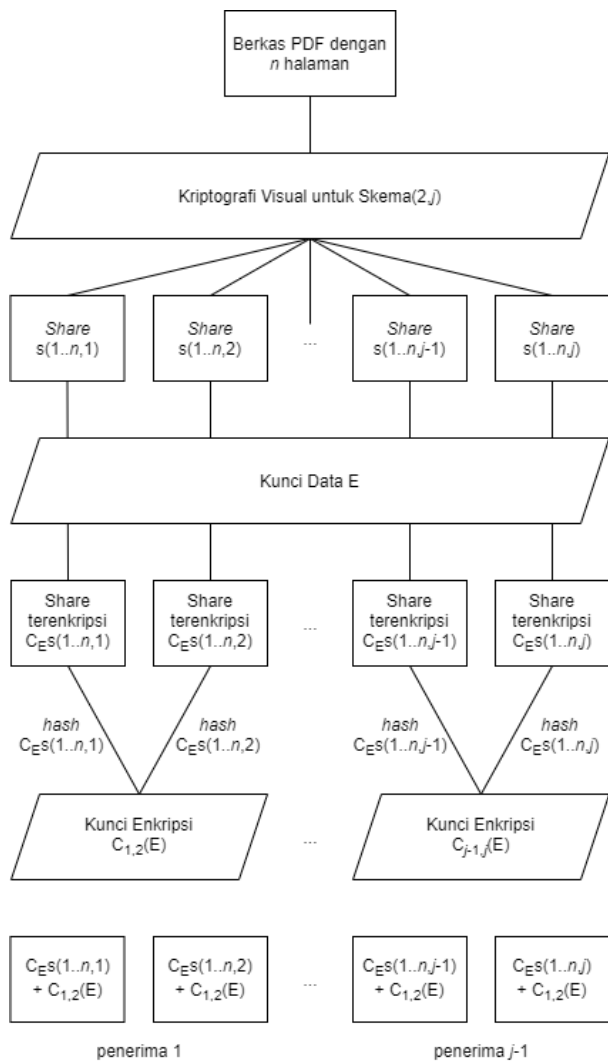 Berkas PDF dengan
n halaman
Kriptografi Visual untuk Skema(2,j)
Share
s(1..n,1)
Share
s(1..n,2)
...
Share
s(1..n,j-1)
Share
s(1..n,j)
Kunci Data E
Share
terenkripsi
CEs(1..n,1)
Share
terenkripsi
CEs(1..n,2)
...
Share
terenkripsi
CEs(1..n,j-1)
Share
terenkripsi
CEs(1..n,j)
hash
CEs(1..n,1)
hash
CEs(1..n,2)
hash
CEs(1..n,j-1)
hash
CEs(1..n,j)
Kunci Enkripsi
C1,2(E)
...
Kunci Enkripsi
Cj-1,j(E)
CEs(1..n,1)
+ C1,2(E)
CEs(1..n,2)
+ C1,2(E)
...
CEs(1..n,j-1)
+ C1,2(E)
CEs(1..n,j)
+ C1,2(E)
penerima 1
penerima j-1